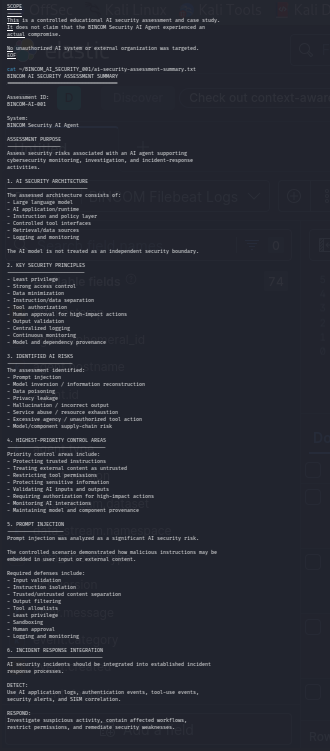 SCOPE
This is a controlled educational AI security assessment and case study.
It does not claim that the BINCOM Security AI Agent experienced an
actual compromise.
No unauthorized AI system or external organization was targeted.
EOF
cat ~/BINCOM_AI_SECURITY_001/ai-security-assessment-summary.txt
BINCOM AI SECURITY ASSESSMENT SUMMARY
Assessment ID:
BINCOM-AI-001
System:
BINCOM Security AI Agent
ASSESSMENT PURPOSE
Assess security risks associated with an AI agent supporting
cybersecurity monitoring, investigation, and incident-response
activities.
1. AI SECURITY ARCHITECTURE
The assessed architecture consists of:
- Large language model
- AI application/runtime
- Instruction and policy layer
- Controlled tool interfaces
- Retrieval/data sources
- Logging and monitoring
The AI model is not treated as an independent security boundary.
2. KEY SECURITY PRINCIPLES
- Least privilege
- Strong access control
- Data minimization
- Instruction/data separation
- Tool authorization
- Human approval for high-impact actions
- Output validation
- Centralized logging
- Continuous monitoring
- Model and dependency provenance
3. IDENTIFIED AI RISKS
The assessment identified:
- Prompt injection
- Model inversion / information reconstruction
- Data poisoning
- Privacy leakage
- Hallucination / incorrect output
- Service abuse / resource exhaustion
- Excessive agency / unauthorized tool action
- Model/component supply-chain risk
4. HIGHEST-PRIORITY CONTROL AREAS
Priority control areas include:
- Protecting trusted instructions
- Treating external content as untrusted
- Restricting tool permissions
- Protecting sensitive information
- Validating AI inputs and outputs
- Requiring authorization for high-impact actions
- Monitoring AI interactions
- Maintaining model and component provenance
5. PROMPT INJECTION
Prompt injection was analyzed as a significant AI security risk.
The controlled scenario demonstrated how malicious instructions may be
embedded in user input or external content.
Required defenses include:
- Input validation
- Instruction isolation
- Trusted/untrusted content separation
- Output filtering
- Tool allowlists
- Least privilege
- Sandboxing
- Human approval
- Logging and monitoring
6. INCIDENT RESPONSE INTEGRATION
AI security incidents should be integrated into established incident
response processes.
DETECT:
Use AI application logs, authentication events, tool-use events,
security alerts, and SIEM correlation.
RESPOND:
Investigate suspicious activity, contain affected workflows,
restrict permissions, and remediate security weaknesses.